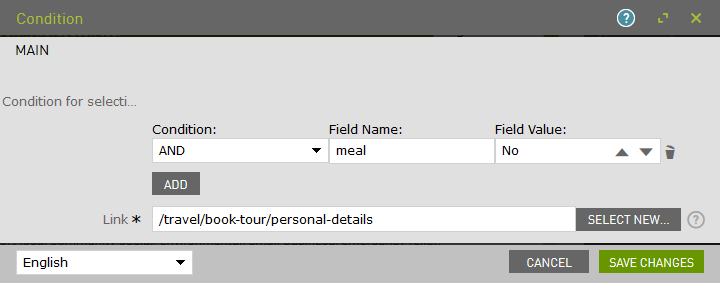 Condition
?
MAIN
Condition for selecti...
Condition: Field Name: Field Value:
AND meal No
ADD
Link * /travel/book-tour/personal-details SELECT NEW... ?
English CANCEL SAVE CHANGES